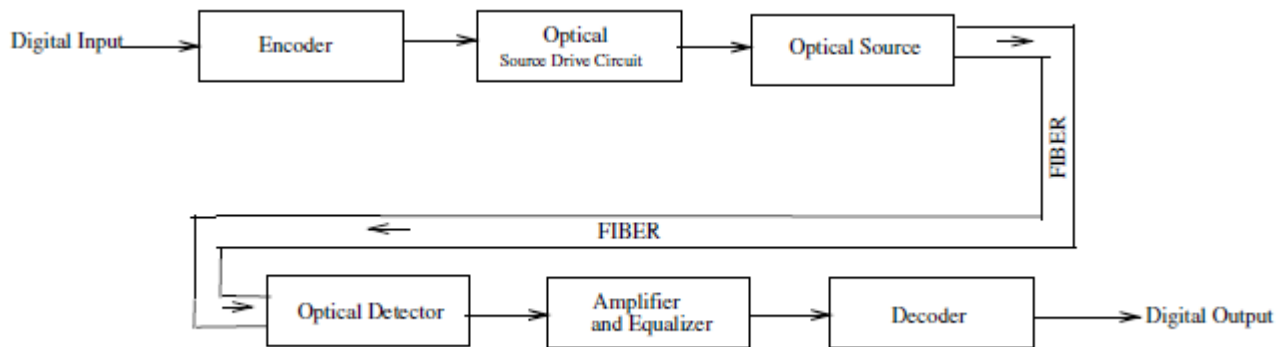 Digital Input
Encoder
Optical
Source Drive Circuit
Optical Source
FIBER
FIBER
Optical Detector
Amplifier
and Equalizer
Decoder
Digital Output